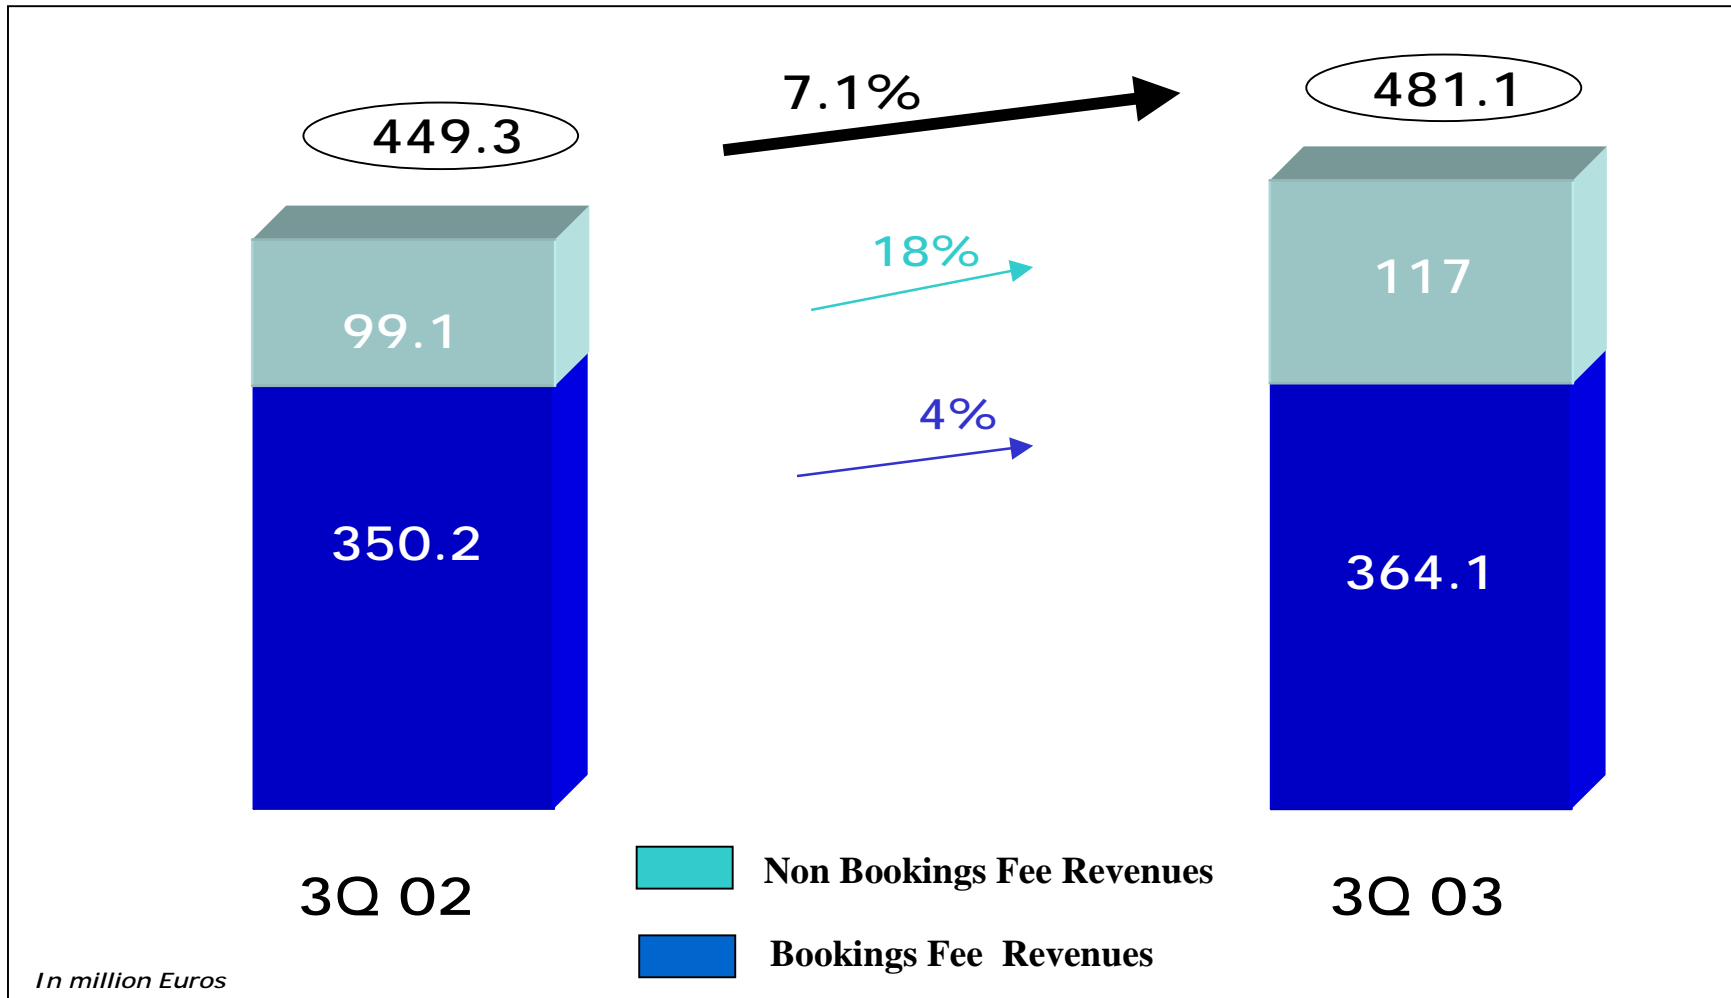 7.1%
449.3
481.1
18%
99.1
117
4%
350.2
364.1
3Q 02
3Q 03
Non Bookings Fee Revenues
Bookings Fee Revenues
In million Euros